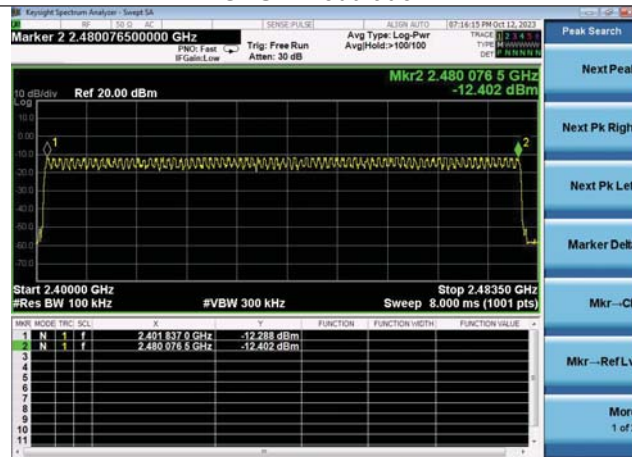 Keysight Spectrum Analyzer - Swept SA
RF 50 Ω AC SENSE:PULSE ALIGN AUTO 07:16:15 PM Oct 12, 2023
Marker 2 2.480076500000 GHz
PNO: Fast
IFGain:Low
Trig: Free Run
Atten: 30 dB
Avg Type: Log-Pwr
Avg|Hold:>100/100
TRACE 1 2 3 4 5 6
TYPE M WWWWW
DET P NNNNN
Peak Search
Mkr2 2.480 076 5 GHz
-12.402 dBm
10 dB/div Ref 20.00 dBm
Log
10.0
0.00
-10.0
-20.0
-30.0
-40.0
-50.0
-60.0
-70.0
1
2
Start 2.40000 GHz
#Res BW 100 kHz
#VBW 300 kHz
Stop 2.48350 GHz
Sweep 8.000 ms (1001 pts)
MKR MODE TRC SCL X Y FUNCTION FUNCTION WIDTH FUNCTION VALUE
1 N 1 f 2.401 837 0 GHz -12.288 dBm
2 N 1 f 2.480 076 5 GHz -12.402 dBm
3
4
5
6
7
8
9
10
11
Next Peak
Next Pk Right
Next Pk Left
Marker Delta
Mkr→CF
Mkr→Ref Lvl
More
1 of